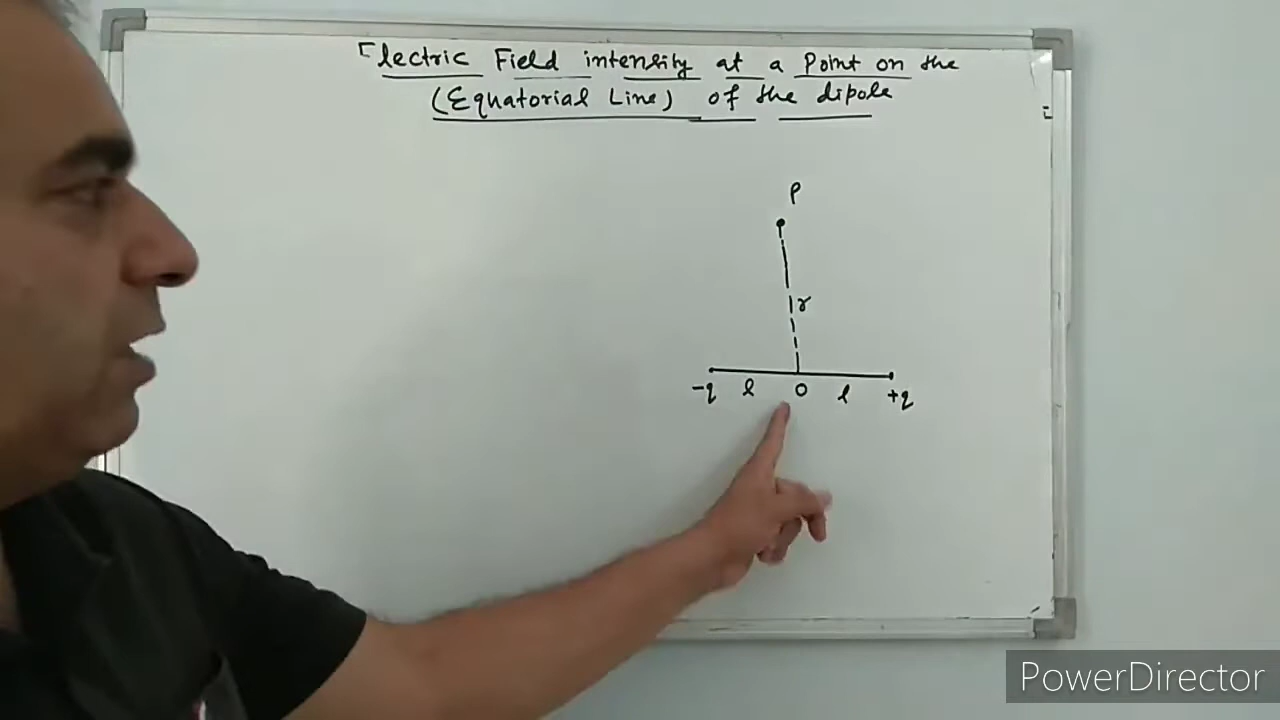 Electric Field intensity at a Point on the
(Equatorial Line) of the dipole
P
r
-q l O l +q
PowerDirector